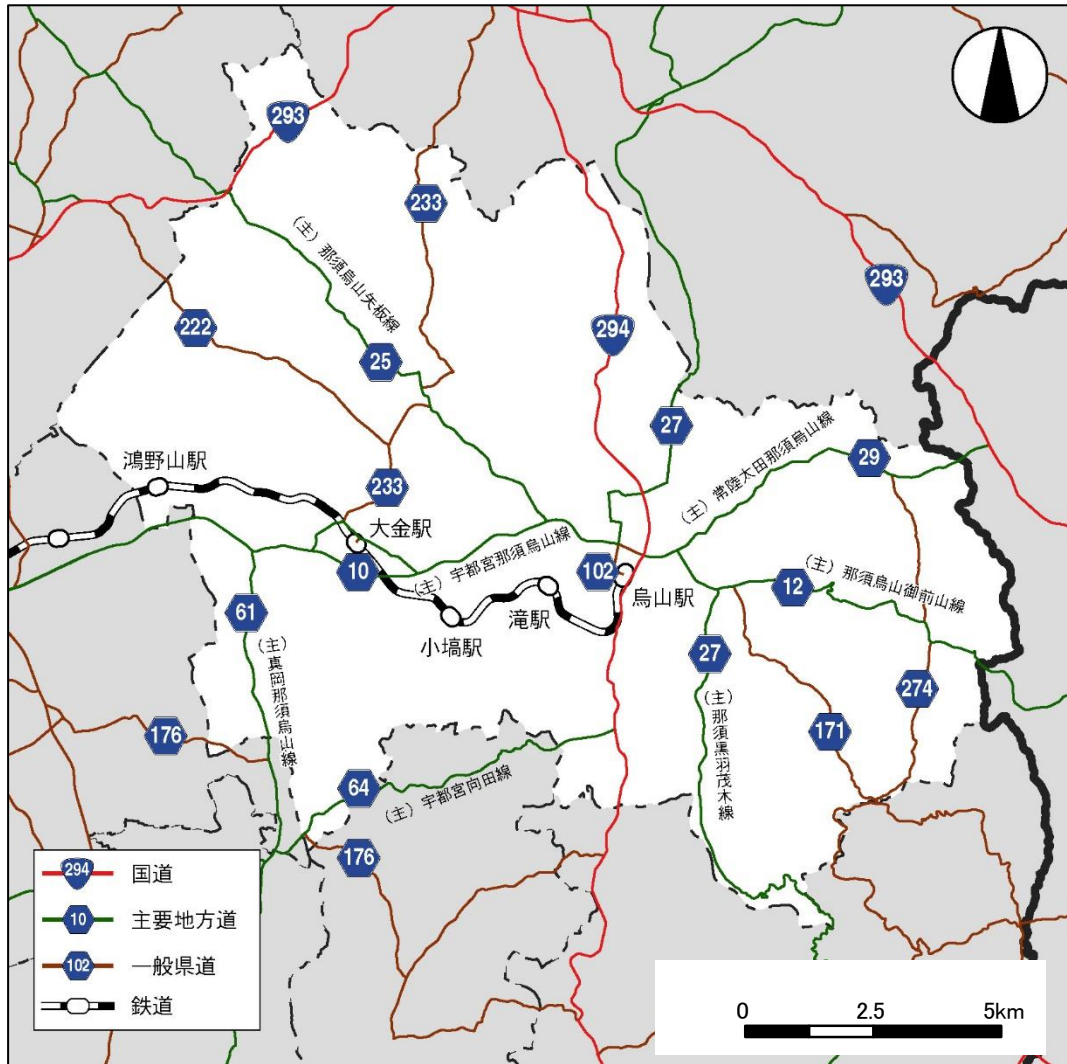 293
233
(主)那須烏山矢板線
293
222
294
25
27
(主)常陸太田那須烏山線
29
鴻野山駅
233
大金駅
10
(主)宇都宮那須烏山線
102
烏山駅
12
(主)那須烏山御前山線
61
小塙駅
滝駅
27
274
(主)真岡那須烏山線
176
171
(主)那須黒羽茂木線
64
(主)宇都宮向田線
176
294 国道
10 主要地方道
102 一般県道
鉄道
0 2.5 5km